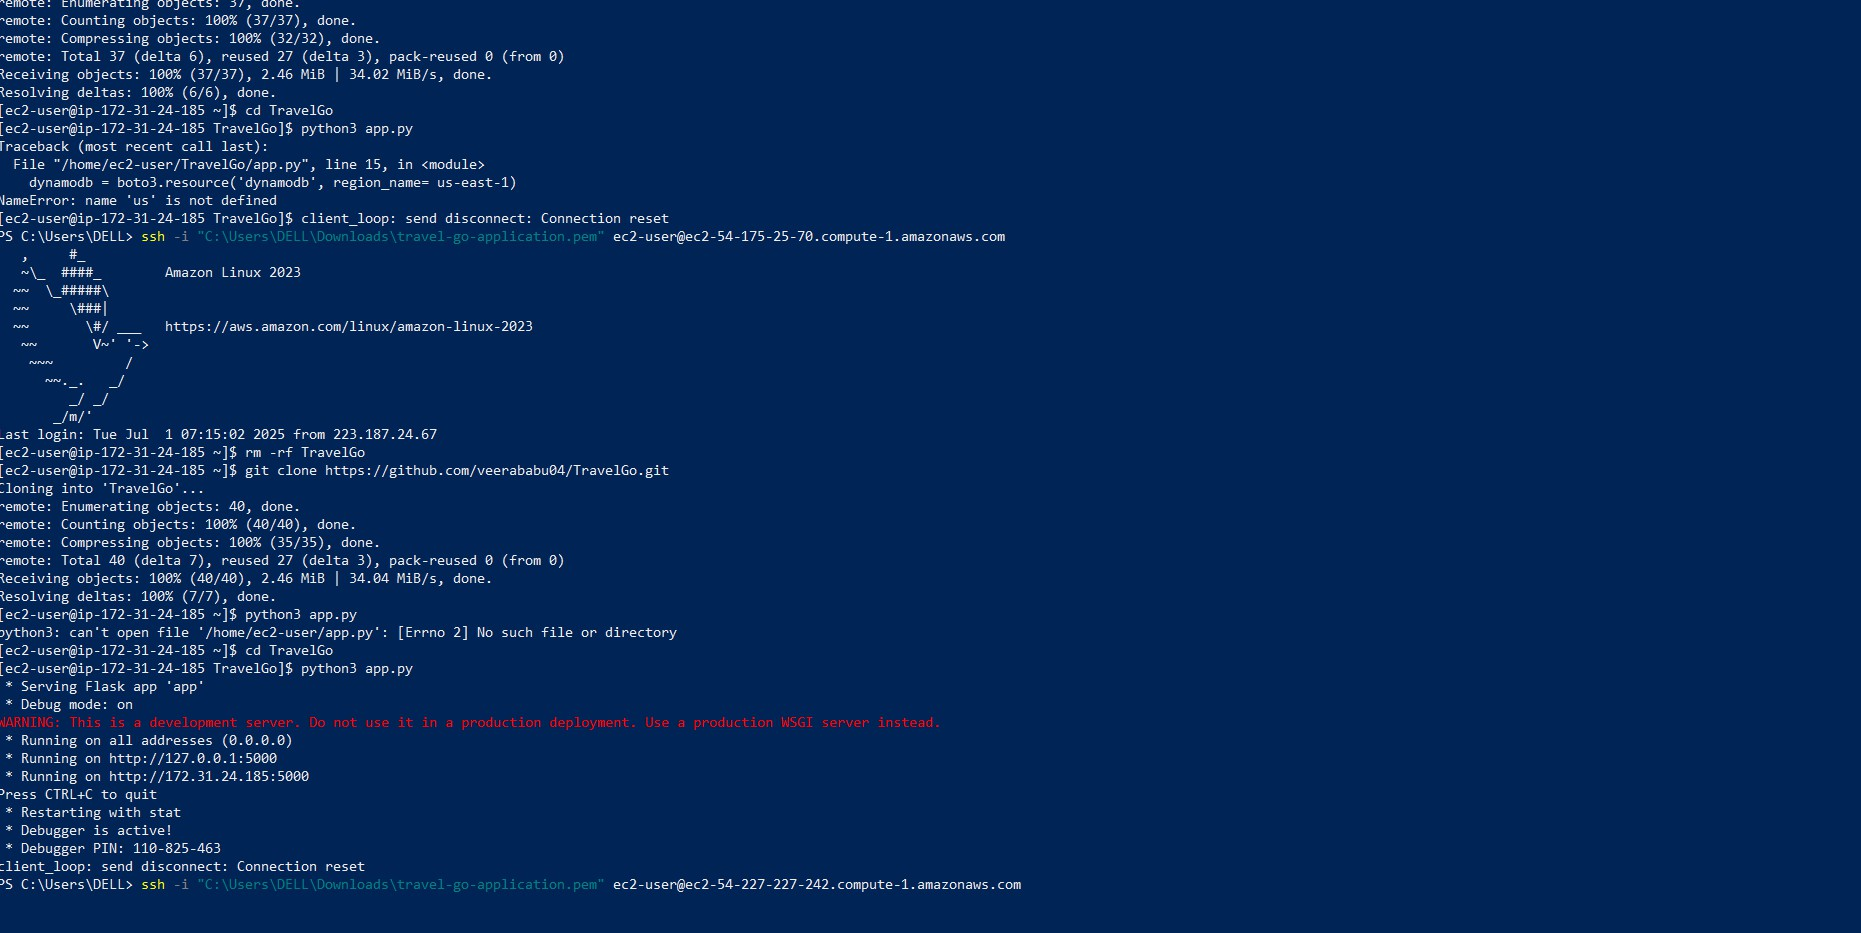 remote: Enumerating objects: 37, done.
remote: Counting objects: 100% (37/37), done.
remote: Compressing objects: 100% (32/32), done.
remote: Total 37 (delta 6), reused 27 (delta 3), pack-reused 0 (from 0)
Receiving objects: 100% (37/37), 2.46 MiB | 34.02 MiB/s, done.
Resolving deltas: 100% (6/6), done.
[ec2-user@ip-172-31-24-185 ~]$ cd TravelGo
[ec2-user@ip-172-31-24-185 TravelGo]$ python3 app.py
Traceback (most recent call last):
  File "/home/ec2-user/TravelGo/app.py", line 15, in <module>
    dynamodb = boto3.resource('dynamodb', region_name= us-east-1)
NameError: name 'us' is not defined
[ec2-user@ip-172-31-24-185 TravelGo]$ client_loop: send disconnect: Connection reset
PS C:\Users\DELL> ssh -i "C:\Users\DELL\Downloads\travel-go-application.pem" ec2-user@ec2-54-175-25-70.compute-1.amazonaws.com
   ,     #_
   ~\_  ####_        Amazon Linux 2023
  ~~  \_#####\
  ~~     \###|
  ~~       \#/ ___   https://aws.amazon.com/linux/amazon-linux-2023
   ~~       V~' '->
    ~~~         /
      ~~._.   _/
         _/ _/
       _/m/'
Last login: Tue Jul  1 07:15:02 2025 from 223.187.24.67
[ec2-user@ip-172-31-24-185 ~]$ rm -rf TravelGo
[ec2-user@ip-172-31-24-185 ~]$ git clone https://github.com/veerababu04/TravelGo.git
Cloning into 'TravelGo'...
remote: Enumerating objects: 40, done.
remote: Counting objects: 100% (40/40), done.
remote: Compressing objects: 100% (35/35), done.
remote: Total 40 (delta 7), reused 27 (delta 3), pack-reused 0 (from 0)
Receiving objects: 100% (40/40), 2.46 MiB | 34.04 MiB/s, done.
Resolving deltas: 100% (7/7), done.
[ec2-user@ip-172-31-24-185 ~]$ python3 app.py
python3: can't open file '/home/ec2-user/app.py': [Errno 2] No such file or directory
[ec2-user@ip-172-31-24-185 ~]$ cd TravelGo
[ec2-user@ip-172-31-24-185 TravelGo]$ python3 app.py
 * Serving Flask app 'app'
 * Debug mode: on
WARNING: This is a development server. Do not use it in a production deployment. Use a production WSGI server instead.
 * Running on all addresses (0.0.0.0)
 * Running on http://127.0.0.1:5000
 * Running on http://172.31.24.185:5000
Press CTRL+C to quit
 * Restarting with stat
 * Debugger is active!
 * Debugger PIN: 110-825-463
client_loop: send disconnect: Connection reset
PS C:\Users\DELL> ssh -i "C:\Users\DELL\Downloads\travel-go-application.pem" ec2-user@ec2-54-227-227-242.compute-1.amazonaws.com